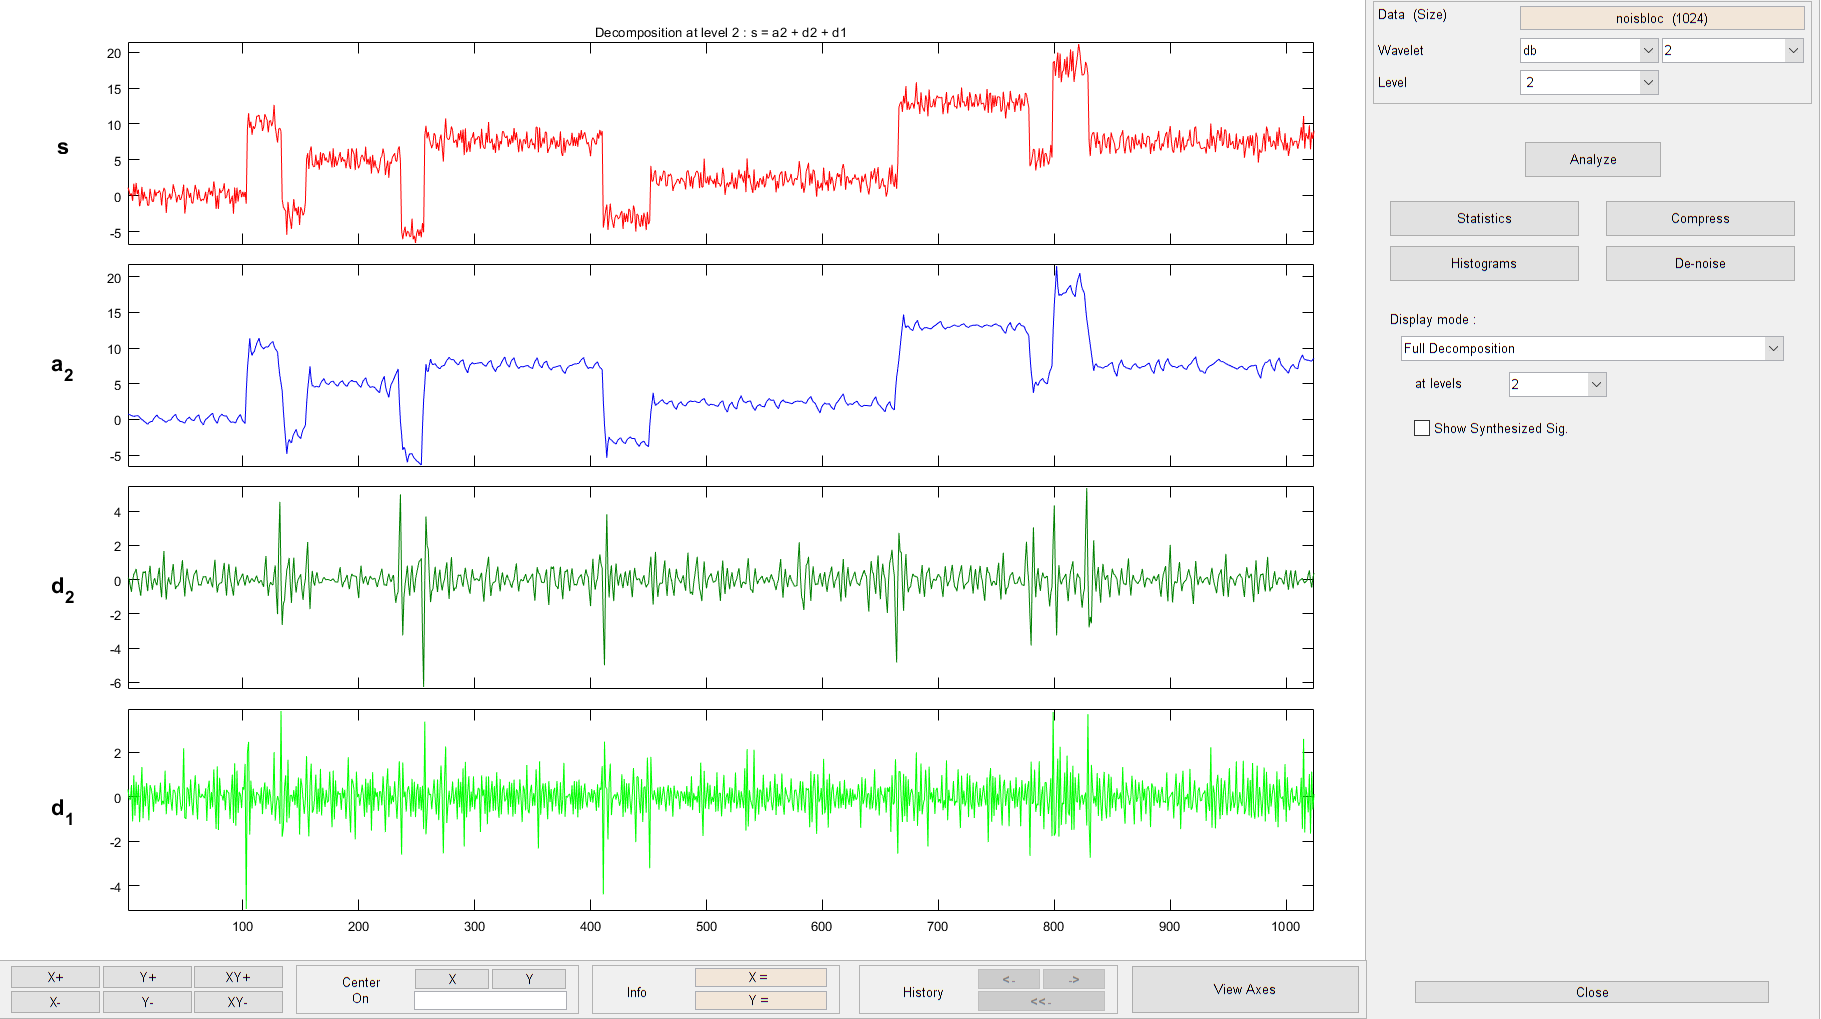 Decomposition at level 2 : s = a2 + d2 + d1
s
20
15
10
5
0
-5
a2
20
15
10
5
0
-5
d2
4
2
0
-2
-4
-6
d1
2
0
-2
-4
100 200 300 400 500 600 700 800 900 1000
Data (Size) noisbloc (1024)
Wavelet db 2
Level 2
Analyze
Statistics Compress
Histograms De-noise
Display mode :
Full Decomposition
at levels 2
Show Synthesized Sig.
X+ Y+ XY+
X- Y- XY-
Center
On
X Y
Info
X =
Y =
History
<- ->
<<-
View Axes
Close